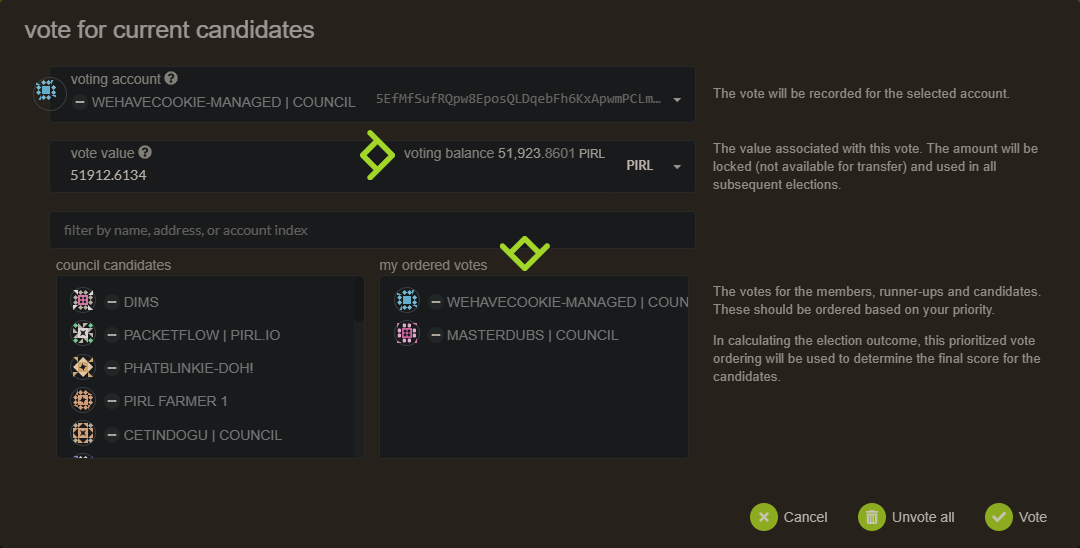 vote for current candidates
voting account
WEHAVECOOKIE-MANAGED | COUNCIL
5EfMfSufRQpw8EposQLDqebFh6KxApwmPCLm…
The vote will be recorded for the selected account.
vote value
voting balance 51,923.8601 PIRL
51912.6134
PIRL
The value associated with this vote. The amount will be
locked (not available for transfer) and used in all
subsequent elections.
filter by name, address, or account index
council candidates
DIMS
PACKETFLOW | PIRL.IO
PHATBLINKIE-DOH!
PIRL FARMER 1
CETINDOGU | COUNCIL
my ordered votes
WEHAVECOOKIE-MANAGED | COUN
MASTERDUBS | COUNCIL
The votes for the members, runner-ups and candidates.
These should be ordered based on your priority.
In calculating the election outcome, this prioritized vote
ordering will be used to determine the final score for the
candidates.
Cancel
Unvote all
Vote